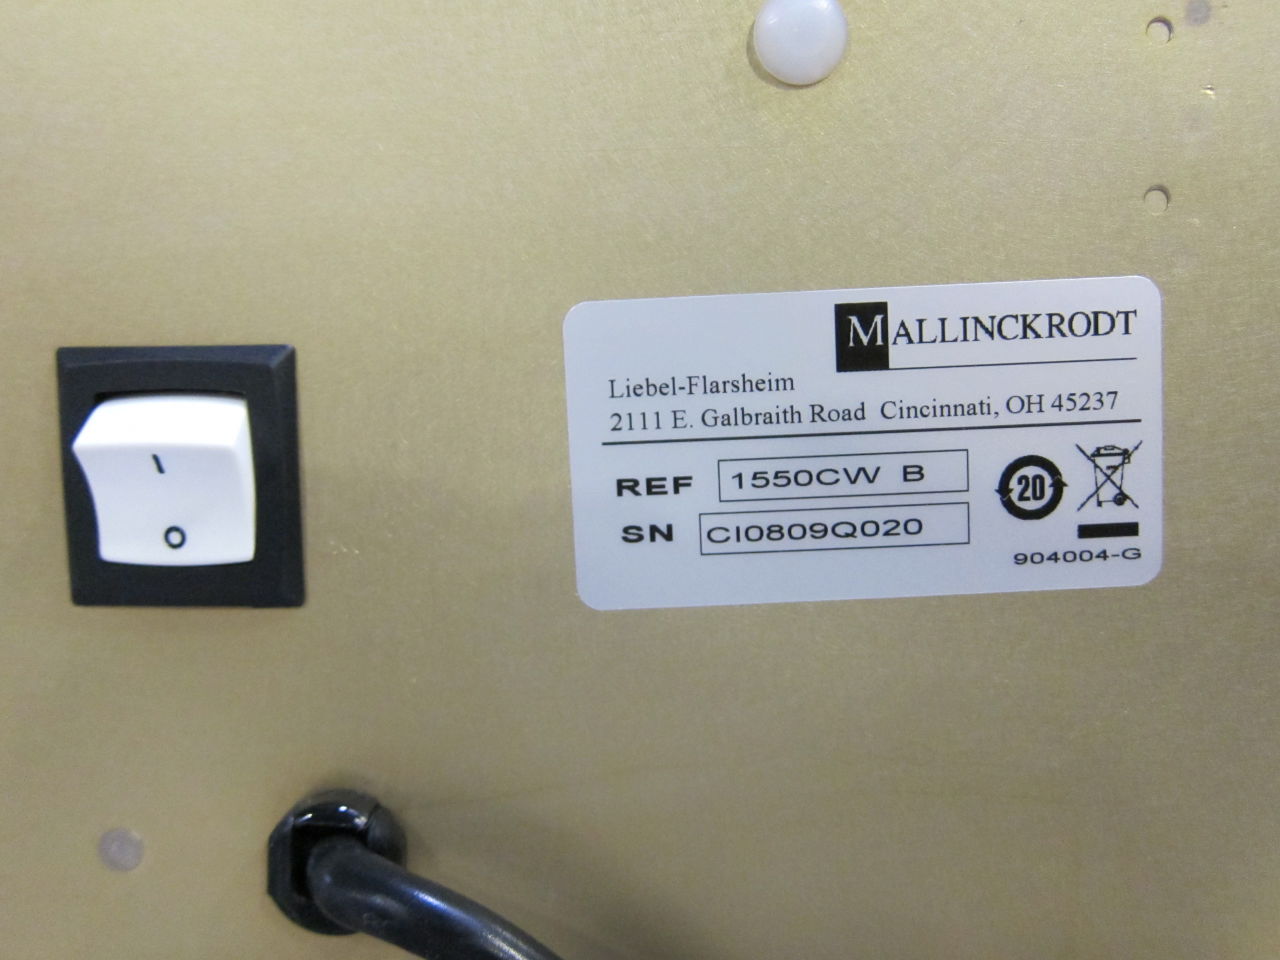 MALLINCKRODT
Liebel-Flarsheim
2111 E. Galbraith Road Cincinnati, OH 45237
REF 1550CW B
SN CI0809Q020
20
904004-G
I
O